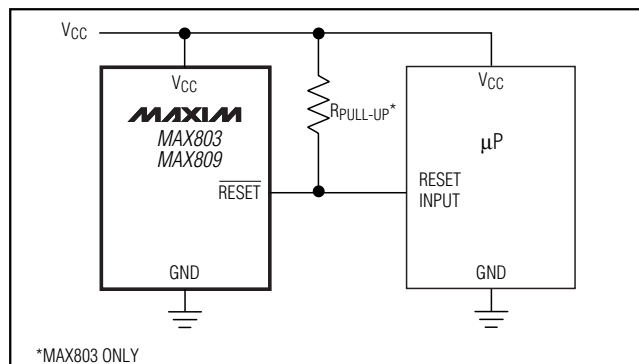 VCC
VCC
MAXIM
MAX803
MAX809
RESET
GND
RPULL-UP*
VCC
μP
RESET
INPUT
GND
*MAX803 ONLY